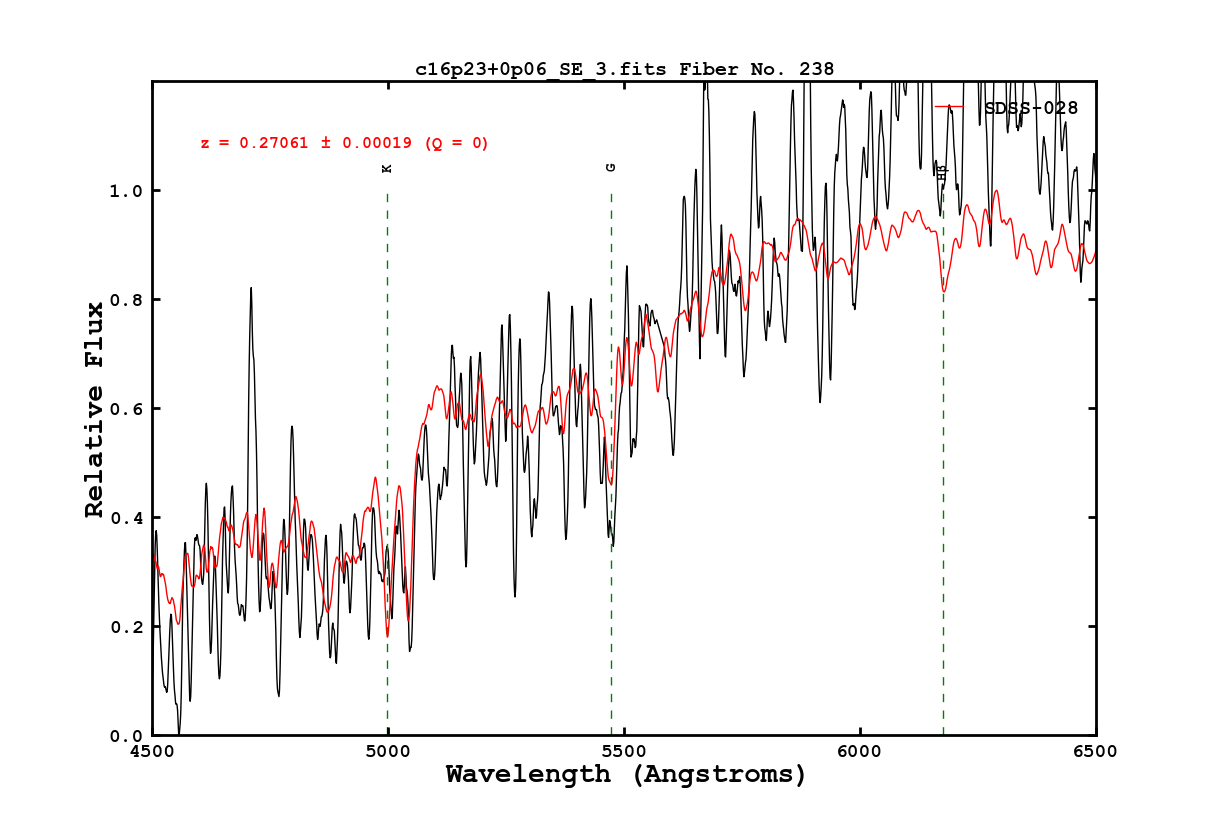 c16p23+0p06_SE_3.fits Fiber No. 238
SDSS-028
z = 0.27061 ± 0.00019 (Q = 0)
K
G
Hβ
1.0
0.8
0.6
0.4
0.2
0.0
Relative Flux
4500
5000
5500
6000
6500
Wavelength (Angstroms)